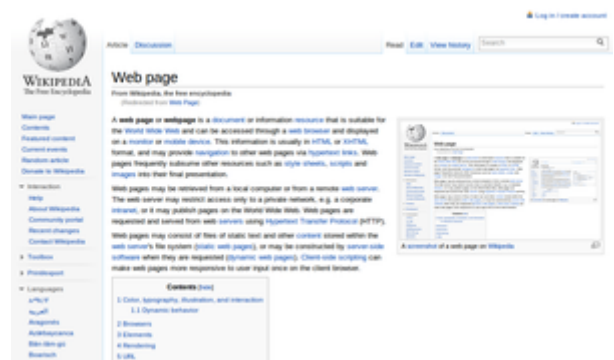 Log in / create account
WIKIPEDIA
The Free Encyclopedia
Article Discussion
Read Edit View history Search
Web page
From Wikipedia, the free encyclopedia
(Redirected from Web Page)
A web page or webpage is a document or information resource that is suitable for
the World Wide Web and can be accessed through a web browser and displayed
on a monitor or mobile device. This information is usually in HTML or XHTML
format, and may provide navigation to other web pages via hypertext links. Web
pages frequently subsume other resources such as style sheets, scripts and
images into their final presentation.
Web pages may be retrieved from a local computer or from a remote web server.
The web server may restrict access only to a private network, e.g. a corporate
intranet, or it may publish pages on the World Wide Web. Web pages are
requested and served from web servers using Hypertext Transfer Protocol (HTTP).
Web pages may consist of files of static text and other content stored within the
web server's file system (static web pages), or may be constructed by server-side
software when they are requested (dynamic web pages). Client-side scripting can
make web pages more responsive to user input once on the client browser.
Contents [hide]
1 Color, typography, illustration, and interaction
1.1 Dynamic behavior
2 Browsers
3 Elements
4 Rendering
5 URL
A screenshot of a web page on Wikipedia
Main page
Contents
Featured content
Current events
Random article
Donate to Wikipedia
Interaction
Help
About Wikipedia
Community portal
Recent changes
Contact Wikipedia
Toolbox
Print/export
Languages
العربية
Aragonés
Azərbaycanca
Bân-lâm-gú
Boarisch